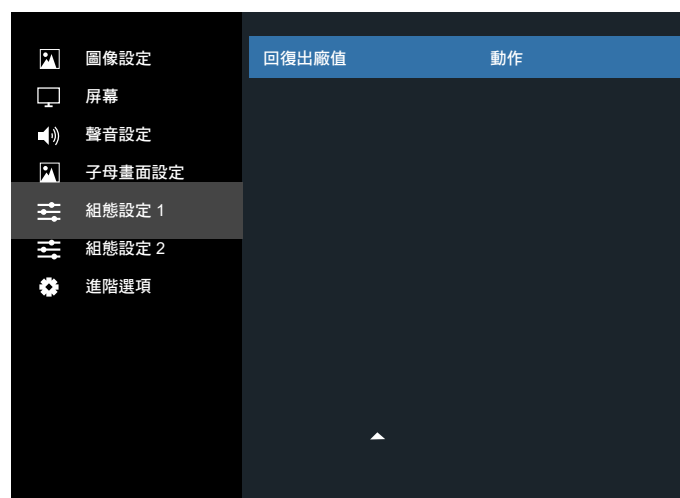 圖像設定
屏幕
聲音設定
子母畫面設定
組態設定 1
組態設定 2
進階選項
回復出廠值 動作